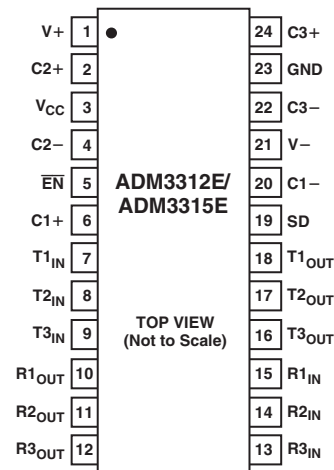 V+ 1 24 C3+
C2+ 2 23 GND
VCC 3 22 C3−
C2− 4 21 V−
E̅N̅ 5 20 C1−
ADM3312E/
ADM3315E
C1+ 6 19 SD
T1IN 7 18 T1OUT
T2IN 8 17 T2OUT
T3IN 9 16 T3OUT
TOP VIEW
(Not to Scale)
R1OUT 10 15 R1IN
R2OUT 11 14 R2IN
R3OUT 12 13 R3IN